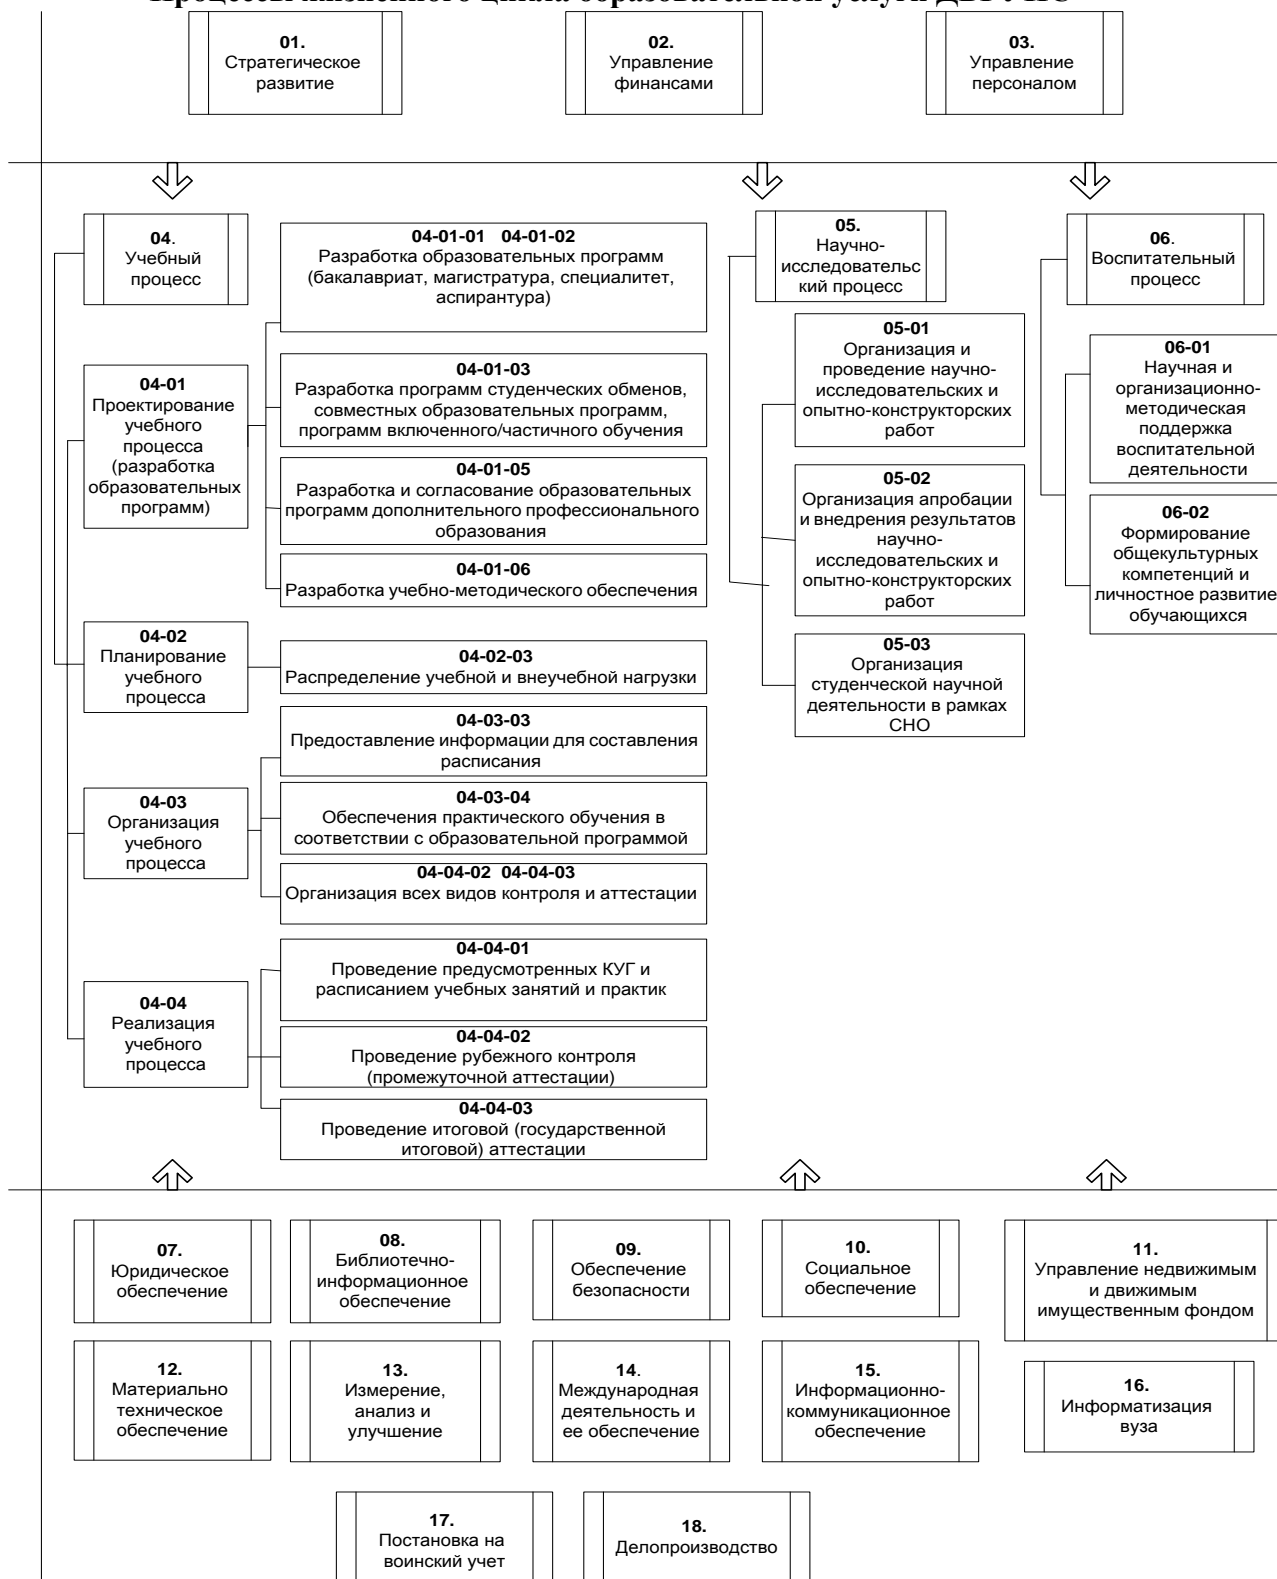 Процессы жизненного цикла образовательной услуги
01.
Стратегическое
развитие
02.
Управление
финансами
03.
Управление
персоналом
04.
Учебный
процесс
04-01-01 04-01-02
Разработка образовательных программ
(бакалавриат, магистратура, специалитет,
аспирантура)
04-01
Проектирование
учебного
процесса
(разработка
образовательных
программ)
04-01-03
Разработка программ студенческих обменов,
совместных образовательных программ,
программ включенного/частичного обучения
04-01-05
Разработка и согласование образовательных
программ дополнительного профессионального
образования
04-01-06
Разработка учебно-методического обеспечения
04-02
Планирование
учебного
процесса
04-02-03
Распределение учебной и внеучебной нагрузки
04-03
Организация
учебного
процесса
04-03-03
Предоставление информации для составления
расписания
04-03-04
Обеспечения практического обучения в
соответствии с образовательной программой
04-04-02 04-04-03
Организация всех видов контроля и аттестации
04-04
Реализация
учебного
процесса
04-04-01
Проведение предусмотренных КУГ и
расписанием учебных занятий и практик
04-04-02
Проведение рубежного контроля
(промежуточной аттестации)
04-04-03
Проведение итоговой (государственной
итоговой) аттестации
05.
Научно-
исследовательс
кий процесс
05-01
Организация и
проведение научно-
исследовательских и
опытно-конструкторских
работ
05-02
Организация апробации
и внедрения результатов
научно-
исследовательских и
опытно-конструкторских
работ
05-03
Организация
студенческой научной
деятельности в рамках
СНО
06.
Воспитательный
процесс
06-01
Научная и
организационно-
методическая
поддержка
воспитательной
деятельности
06-02
Формирование
общекультурных
компетенций и
личностное развитие
обучающихся
07.
Юридическое
обеспечение
08.
Библиотечно-
информационное
обеспечение
09.
Обеспечение
безопасности
10.
Социальное
обеспечение
11.
Управление недвижимым
и движимым
имущественным фондом
12.
Материально
техническое
обеспечение
13.
Измерение,
анализ и
улучшение
14.
Международная
деятельность и
ее обеспечение
15.
Информационно-
коммуникационное
обеспечение
16.
Информатизация
вуза
17.
Постановка на
воинский учет
18.
Делопроизводство